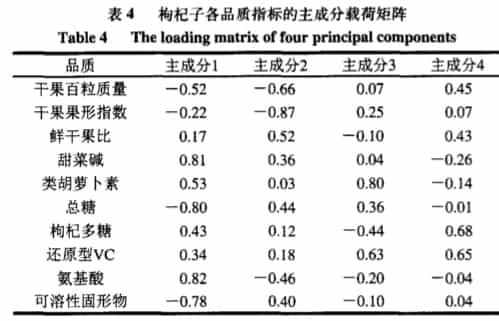 表 4 枸杞子各品质指标的主成分载荷矩阵
Table 4 The loading matrix of four principal components
品质 主成分1 主成分2 主成分3 主成分4
干果百粒质量 −0.52 −0.66 0.07 0.45
干果果形指数 −0.22 −0.87 0.25 0.07
鲜干果比 0.17 0.52 −0.10 0.43
甜菜碱 0.81 0.36 0.04 −0.26
类胡萝卜素 0.53 0.03 0.80 −0.14
总糖 −0.80 0.44 0.36 −0.01
枸杞多糖 0.43 0.12 −0.44 0.68
还原型VC 0.34 0.18 0.63 0.65
氨基酸 0.82 −0.46 −0.20 −0.04
可溶性固形物 −0.78 0.40 −0.10 0.04